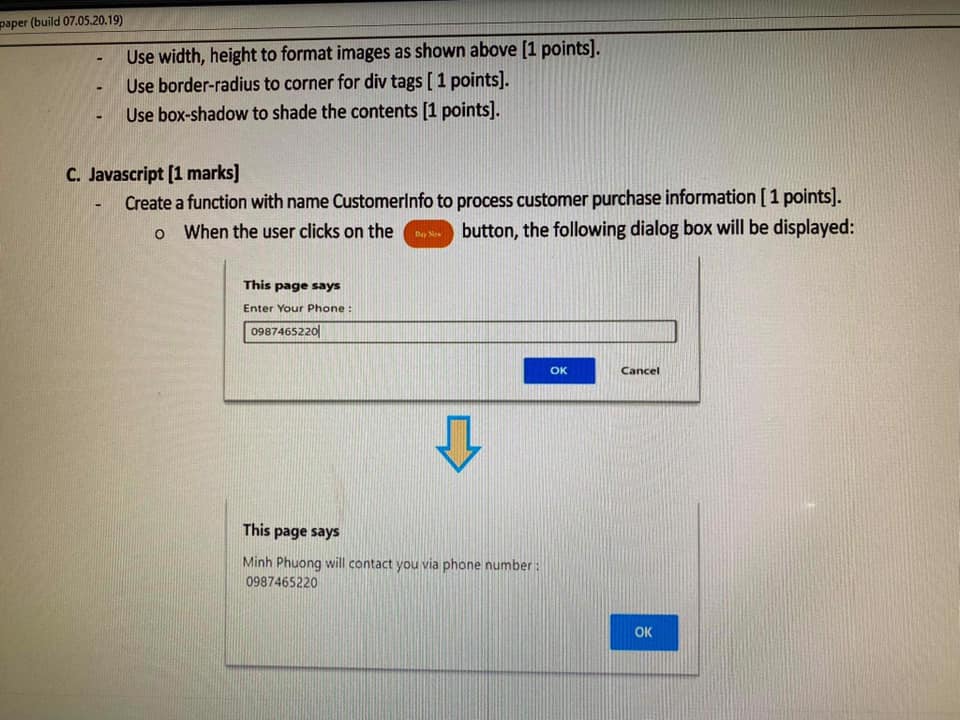 paper (build 07.05.20.19)
- Use width, height to format images as shown above [1 points].
- Use border-radius to corner for div tags [ 1 points].
- Use box-shadow to shade the contents [1 points].
C. Javascript [1 marks]
- Create a function with name CustomerInfo to process customer purchase information [ 1 points].
o When the user clicks on the Buy Now button, the following dialog box will be displayed:
This page says
Enter Your Phone :
0987465220
OK Cancel
This page says
Minh Phuong will contact you via phone number :
0987465220
OK